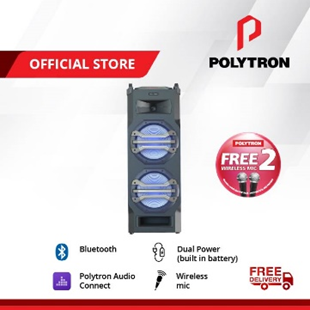 POLYTRON
OFFICIAL STORE
POLYTRON
FREE 2
WIRELESS MIC
Bluetooth
Dual Power
(built in battery)
Polytron Audio
Connect
Wireless
mic
FREE
DELIVERY